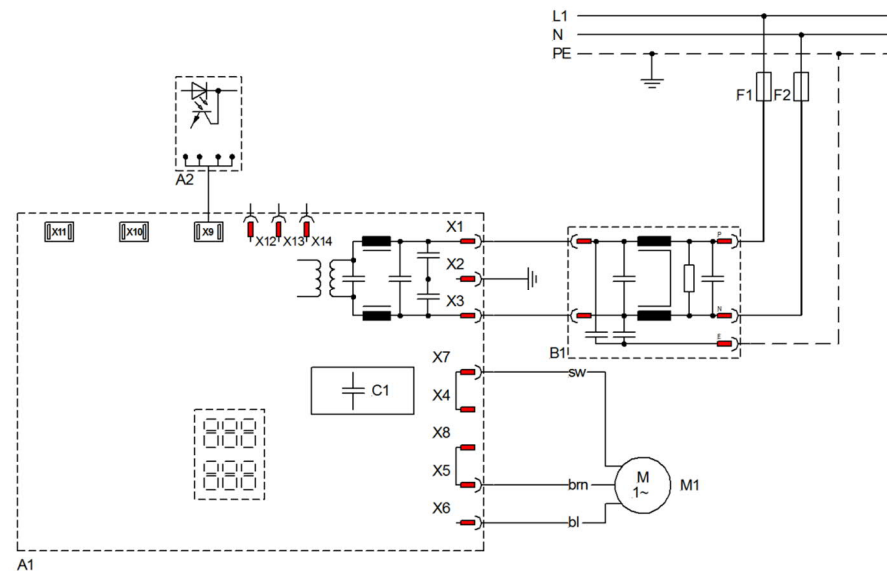 L1
N
PE
F1 F2
A2
X11 X10 X9 X12 X13 X14
X1
P
X2
X3
N
E
B1
X7
sw
C1
X4
X8
X5
brn
M
1~
M1
X6
bl
A1